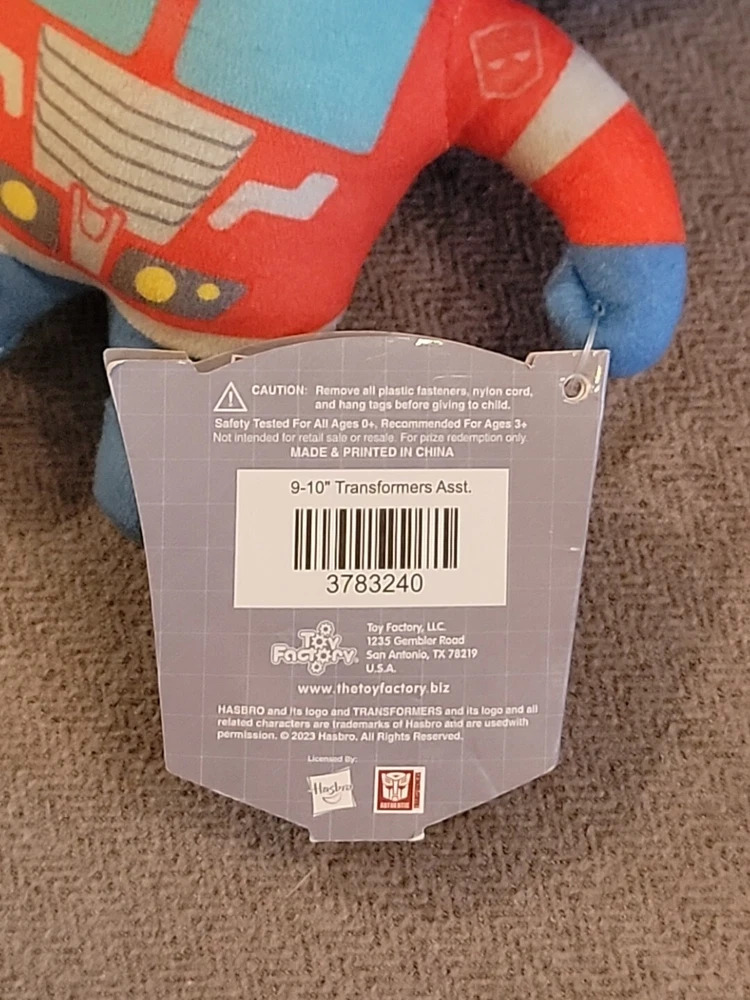 CAUTION: Remove all plastic fasteners, nylon cord,
and hang tags before giving to child.
Safety Tested For All Ages 0+, Recommended For Ages 3+
Not intended for retail sale or resale. For prize redemption only.
MADE & PRINTED IN CHINA
9-10" Transformers Asst.
3783240
Toy
Factory
Toy Factory, LLC.
1235 Gembler Road
San Antonio, TX 78219
U.S.A.
www.thetoyfactory.biz
HASBRO and its logo and TRANSFORMERS and its logo and all
related characters are trademarks of Hasbro and are usedwith
permission. © 2023 Hasbro. All Rights Reserved.
Licensed By:
Hasbro
AUTHENTIC